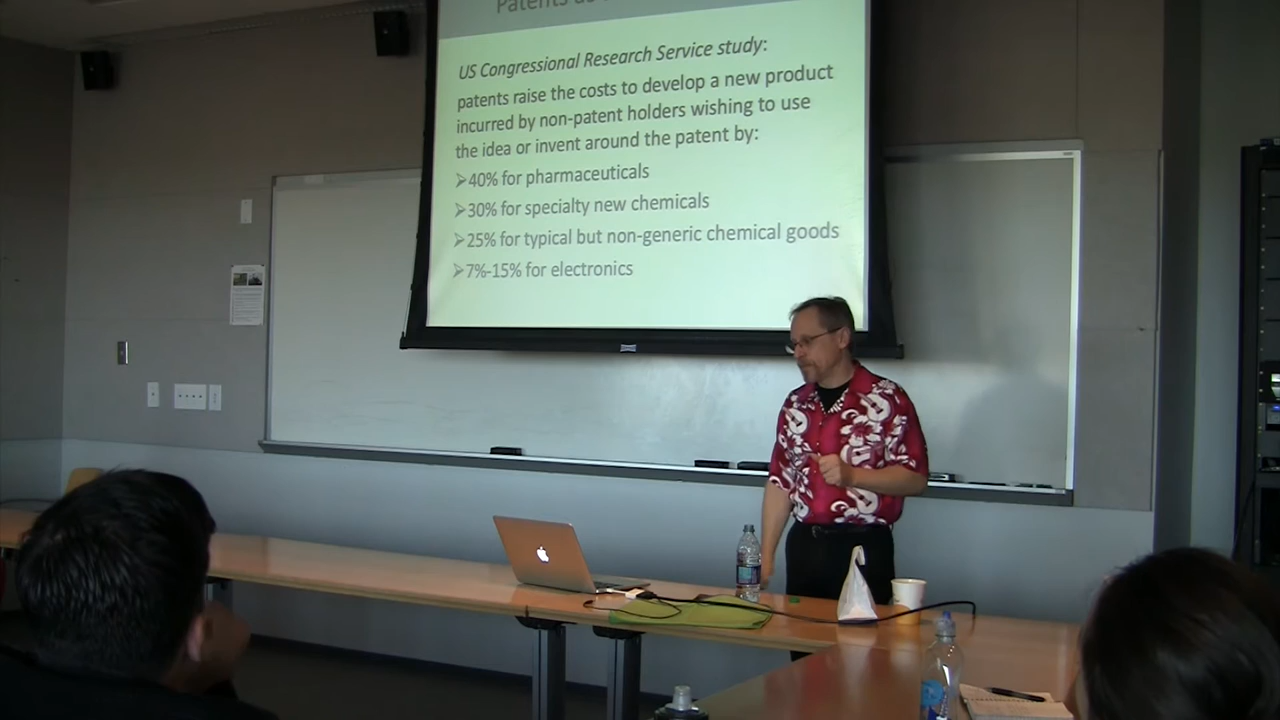 Patents as
US Congressional Research Service study:
patents raise the costs to develop a new product
incurred by non-patent holders wishing to use
the idea or invent around the patent by:
➢40% for pharmaceuticals
➢30% for specialty new chemicals
➢25% for typical but non-generic chemical goods
➢7%-15% for electronics